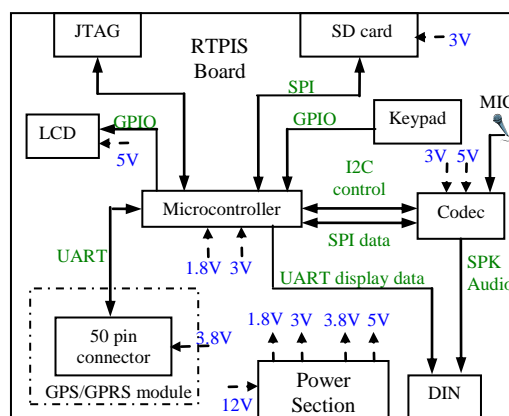 JTAG
RTPIS
Board
SD card
3V
SPI
GPIO
GPIO
Keypad
MIC
LCD
5V
3V
5V
I2C
control
Microcontroller
Codec
SPI data
UART
1.8V
3V
UART display data
SPK
Audio
1.8V
3V
3.8V
5V
50 pin
connector
3.8V
GPS/GPRS module
12V
Power
Section
DIN